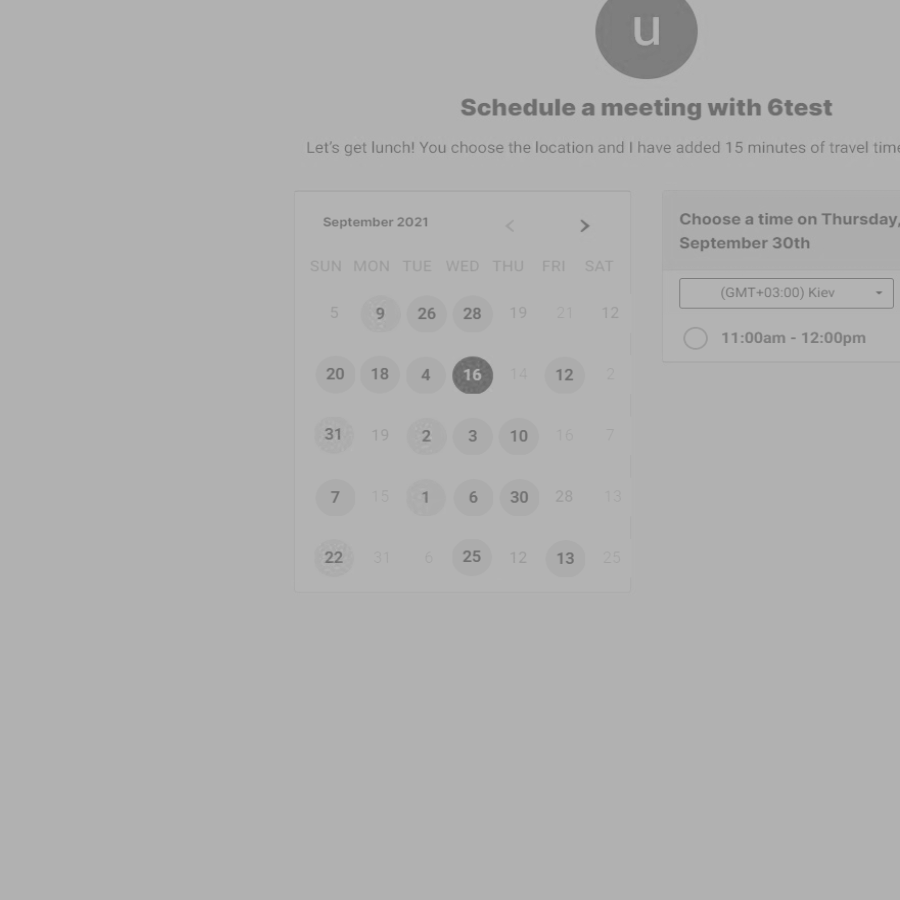 u
Schedule a meeting with 6test
Let's get lunch! You choose the location and I have added 15 minutes of travel time
September 2021 < >
SUN MON TUE WED THU FRI SAT
5 9 26 28 19 21 12
20 18 4 16 14 12 2
31 19 2 3 10 16 7
7 15 1 6 30 28 13
22 31 6 25 12 13 25
Choose a time on Thursday,
September 30th
(GMT+03:00) Kiev
11:00am - 12:00pm